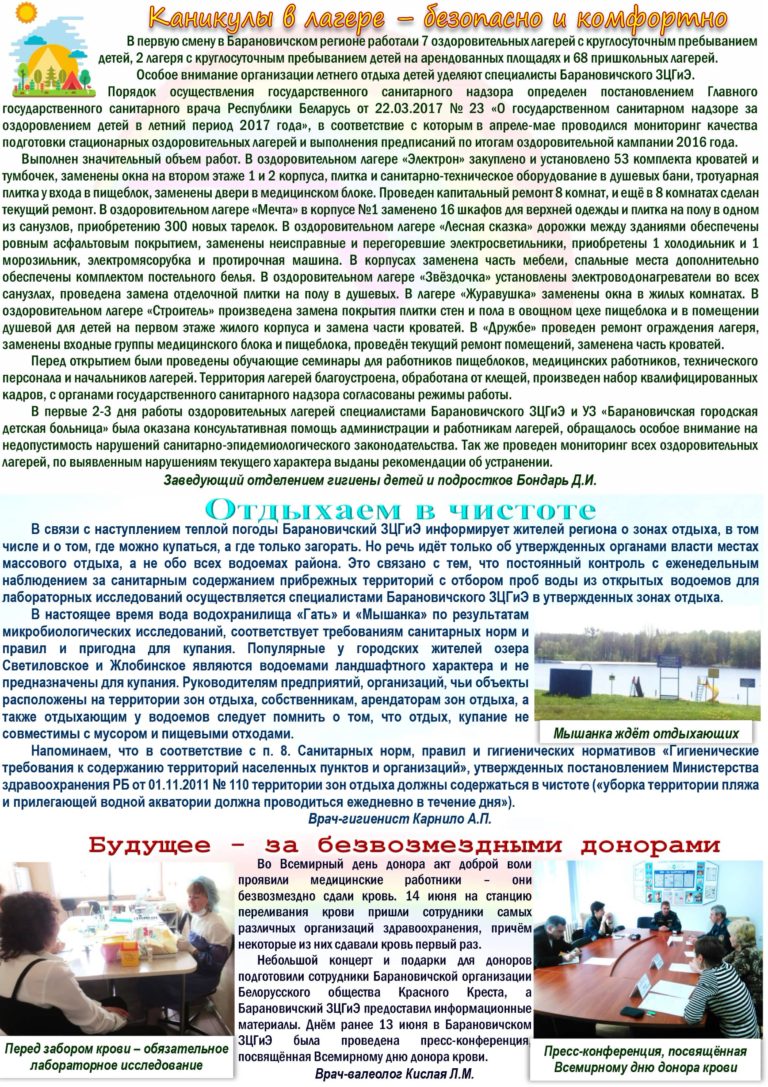 Каникулы в лагере – безопасно и комфортно
В первую смену в Барановичском регионе работали 7 оздоровительных лагерей с круглосуточным пребыванием
детей, 2 лагеря с круглосуточным пребыванием детей на арендованных площадях и 68 пришкольных лагерей.
Особое внимание организации летнего отдыха детей уделяют специалисты Барановичского ЗЦГиЭ.
Порядок осуществления государственного санитарного надзора определен постановлением Главного
государственного санитарного врача Республики Беларусь от 22.03.2017 № 23 «О государственном санитарном надзоре за
оздоровлением детей в летний период 2017 года», в соответствие с которым в апреле-мае проводился мониторинг качества
подготовки стационарных оздоровительных лагерей и выполнения предписаний по итогам оздоровительной кампании 2016 года.
Выполнен значительный объем работ. В оздоровительном лагере «Электрон» закуплено и установлено 53 комплекта кроватей и
тумбочек, заменены окна на втором этаже 1 и 2 корпуса, плитка и санитарно-техническое оборудование в душевых бани, тротуарная
плитка у входа в пищеблок, заменены двери в медицинском блоке. Проведен капитальный ремонт 8 комнат, и ещё в 8 комнатах сделан
текущий ремонт. В оздоровительном лагере «Мечта» в корпусе №1 заменено 16 шкафов для верхней одежды и плитка на полу в одном
из санузлов, приобретению 300 новых тарелок. В оздоровительном лагере «Лесная сказка» дорожки между зданиями обеспечены
ровным асфальтовым покрытием, заменены неисправные и перегоревшие электросветильники, приобретены 1 холодильник и 1
морозильник, электромясорубка и протирочная машина. В корпусах заменена часть мебели, спальные места дополнительно
обеспечены комплектом постельного белья. В оздоровительном лагере «Звёздочка» установлены электроводонагреватели во всех
санузлах, проведена замена отделочной плитки на полу в душевых. В лагере «Журавушка» заменены окна в жилых комнатах. В
оздоровительном лагере «Строитель» произведена замена покрытия плитки стен и пола в овощном цехе пищеблока и в помещении
душевой для детей на первом этаже жилого корпуса и замена части кроватей. В «Дружбе» проведен ремонт ограждения лагеря,
заменены входные группы медицинского блока и пищеблока, проведён текущий ремонт помещений, заменена часть кроватей.
Перед открытием были проведены обучающие семинары для работников пищеблоков, медицинских работников, технического
персонала и начальников лагерей. Территория лагерей благоустроена, обработана от клещей, произведен набор квалифицированных
кадров, с органами государственного санитарного надзора согласованы режимы работы.
В первые 2-3 дня работы оздоровительных лагерей специалистами Барановичского ЗЦГиЭ и УЗ «Барановичская городская
детская больница» была оказана консультативная помощь администрации и работникам лагерей, обращалось особое внимание на
недопустимость нарушений санитарно-эпидемиологического законодательства. Так же проведен мониторинг всех оздоровительных
лагерей, по выявленным нарушениям текущего характера выданы рекомендации об устранении.
Заведующий отделением гигиены детей и подростков Бондарь Д.И.
Отдыхаем в чистоте
В связи с наступлением теплой погоды Барановичский ЗЦГиЭ информирует жителей региона о зонах отдыха, в том
числе и о том, где можно купаться, а где только загорать. Но речь идёт только об утвержденных органами власти местах
массового отдыха, а не обо всех водоемах района. Это связано с тем, что постоянный контроль с еженедельным
наблюдением за санитарным содержанием прибрежных территорий с отбором проб воды из открытых водоемов для
лабораторных исследований осуществляется специалистами Барановичского ЗЦГиЭ в утвержденных зонах отдыха.
В настоящее время вода водохранилища «Гать» и «Мышанка» по результатам
микробиологических исследований, соответствует требованиям санитарных норм и
правил и пригодна для купания. Популярные у городских жителей озера
Светиловское и Жлобинское являются водоемами ландшафтного характера и не
предназначены для купания. Руководителям предприятий, организаций, чьи объекты
расположены на территории зон отдыха, собственникам, арендаторам зон отдыха, а
также отдыхающим у водоемов следует помнить о том, что отдых, купание не
совместимы с мусором и пищевыми отходами.
Мышанка ждёт отдыхающих
Напоминаем, что в соответствие с п. 8. Санитарных норм, правил и гигиенических нормативов «Гигиенические
требования к содержанию территорий населенных пунктов и организаций», утвержденных постановлением Министерства
здравоохранения РБ от 01.11.2011 № 110 территории зон отдыха должны содержаться в чистоте («уборка территории пляжа
и прилегающей водной акватории должна проводиться ежедневно в течение дня»).
Врач-гигиенист Карнило А.П.
Будущее – за безвозмездными донорами
Во Всемирный день донора акт доброй воли
проявили медицинские работники – они
безвозмездно сдали кровь. 14 июня на станцию
переливания крови пришли сотрудники самых
различных организаций здравоохранения, причём
некоторые из них сдавали кровь первый раз.
Небольшой концерт и подарки для доноров
подготовили сотрудники Барановичской организации
Белорусского общества Красного Креста, а
Барановичский ЗЦГиЭ предоставил информационные
материалы. Днём ранее 13 июня в Барановичском
ЗЦГиЭ была проведена пресс-конференция,
посвящённая Всемирному дню донора крови.
Врач-валеолог Кислая Л.М.
Перед забором крови – обязательное
лабораторное исследование
Пресс-конференция, посвящённая
Всемирному дню донора крови